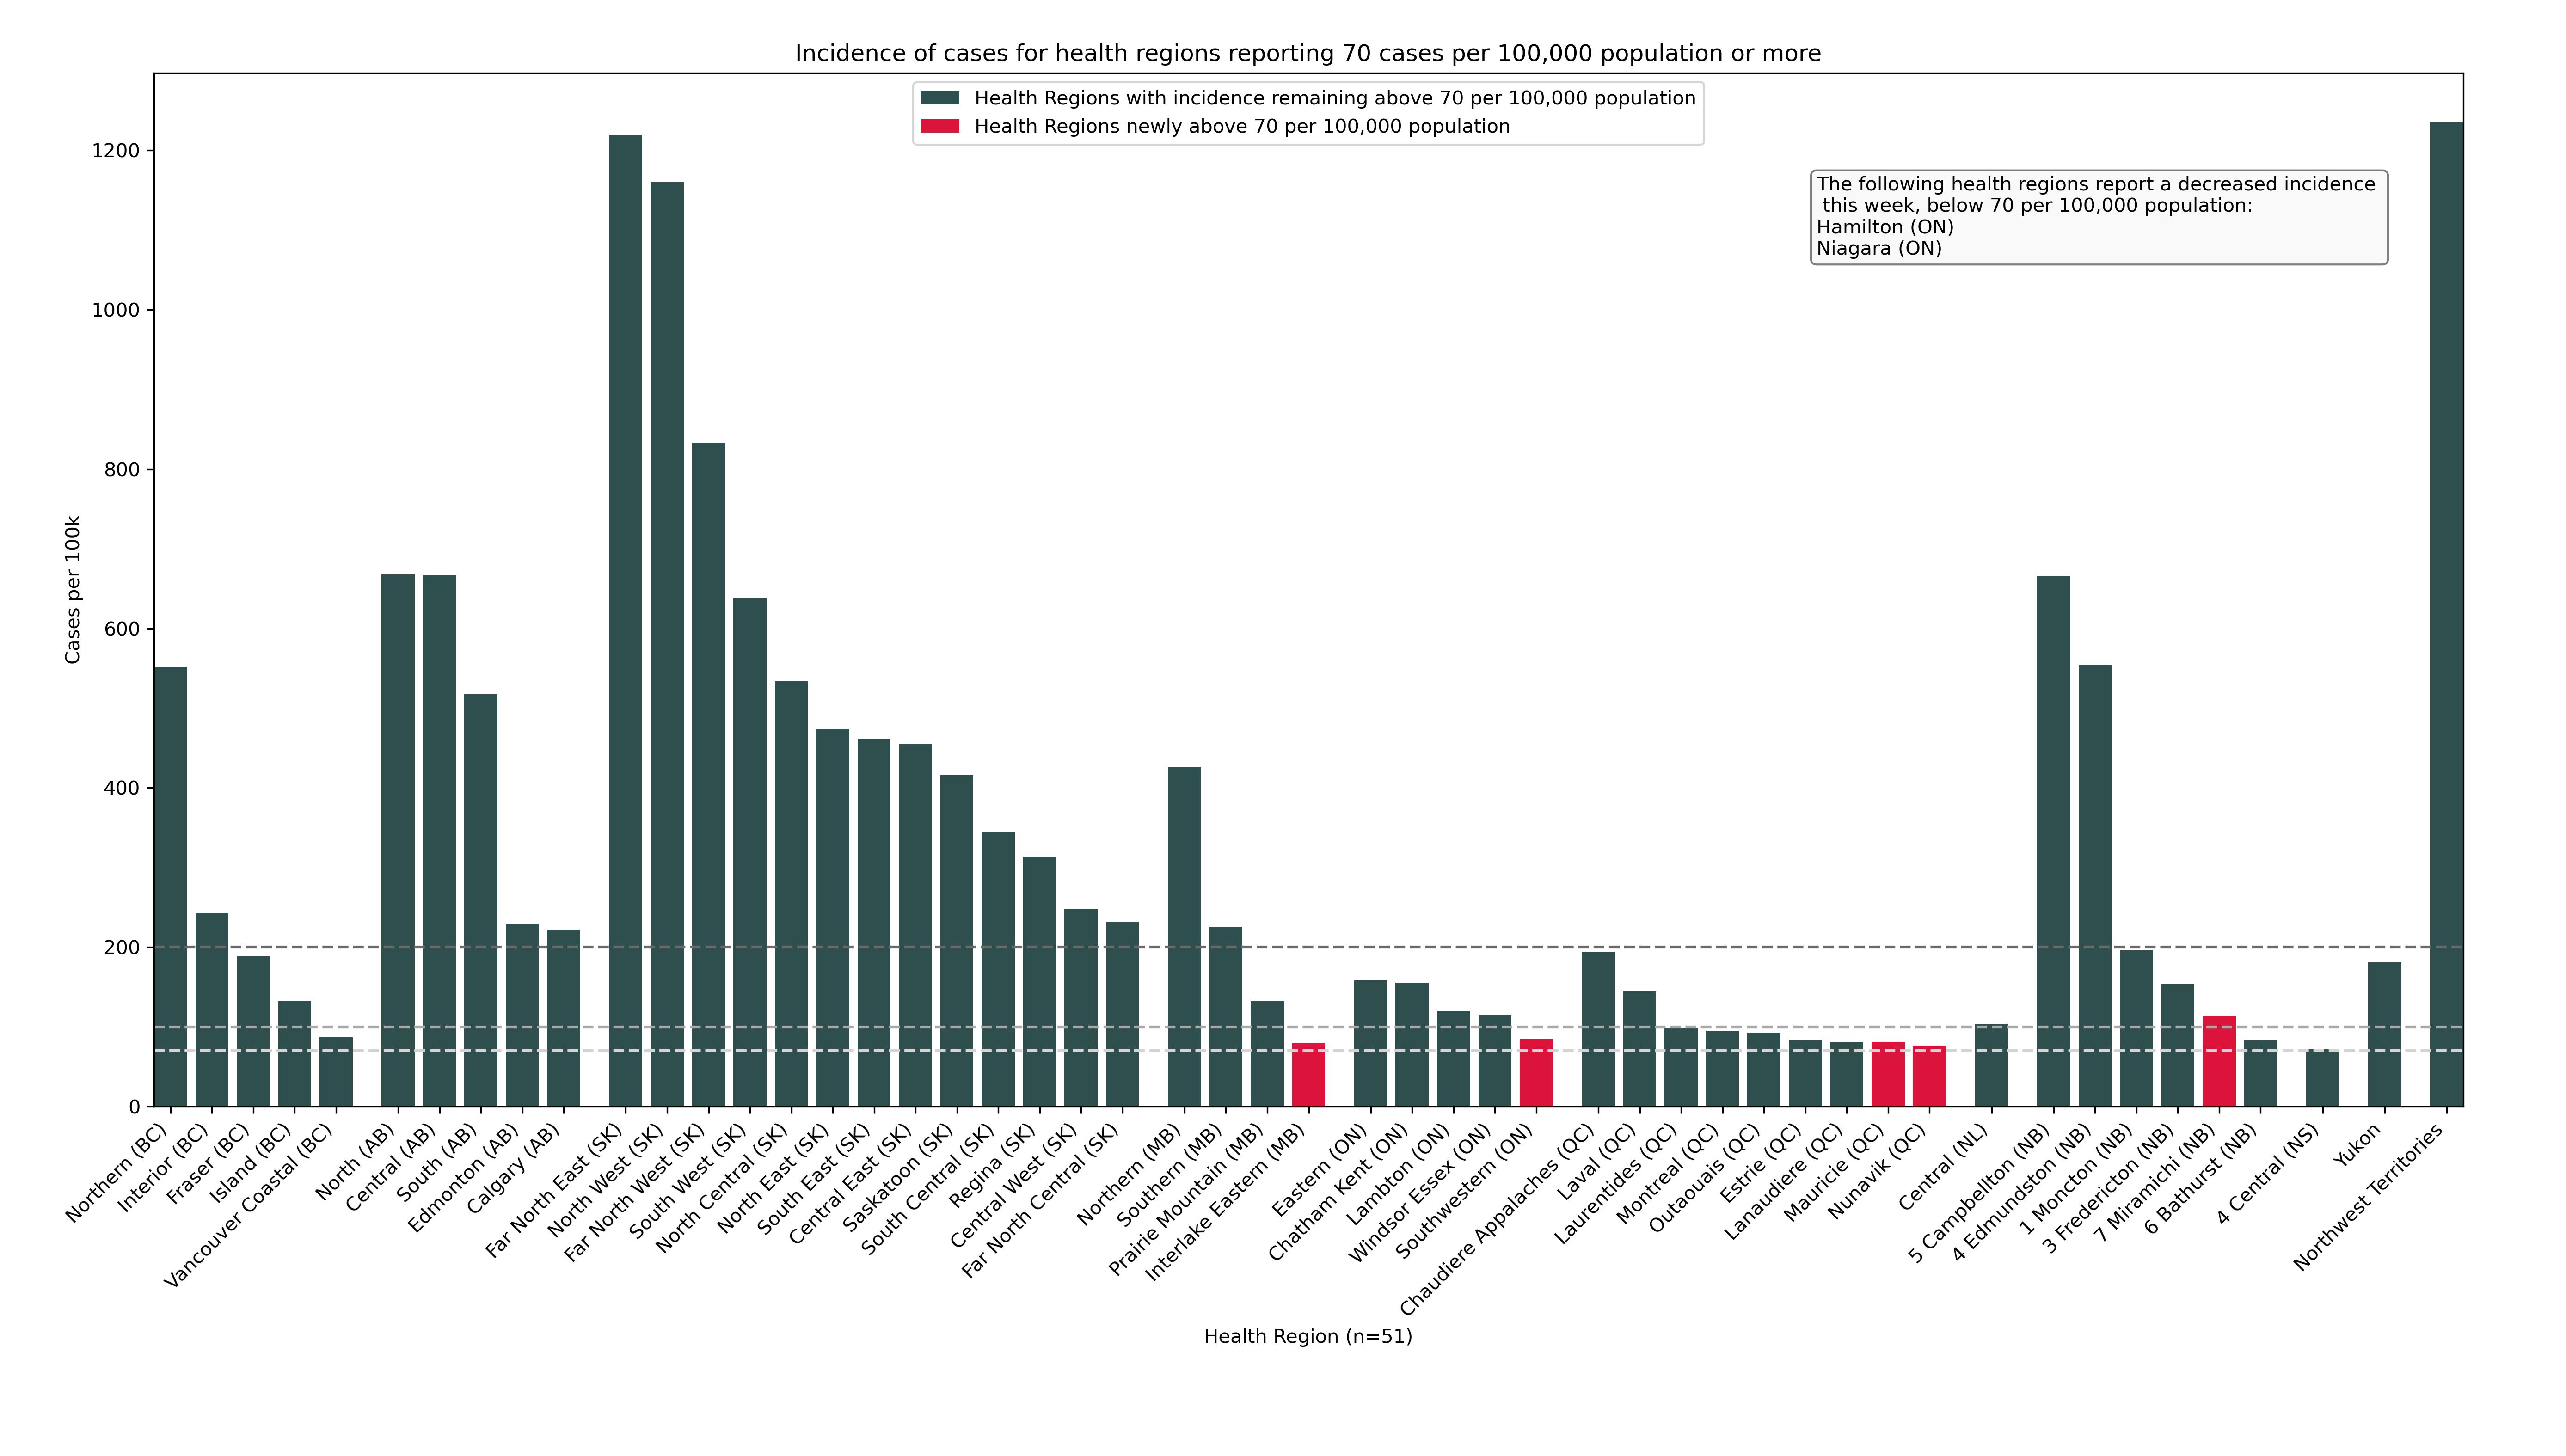 Incidence of cases for health regions reporting 70 cases per 100,000 population or more
Health Regions with incidence remaining above 70 per 100,000 population
Health Regions newly above 70 per 100,000 population
The following health regions report a decreased incidence
this week, below 70 per 100,000 population:
Hamilton (ON)
Niagara (ON)
Cases per 100k
1200
1000
800
600
400
200
0
Northern (BC)
Interior (BC)
Fraser (BC)
Island (BC)
Vancouver Coastal (BC)
North (AB)
Central (AB)
South (AB)
Edmonton (AB)
Calgary (AB)
Far North East (SK)
North West (SK)
Far North West (SK)
South West (SK)
North Central (SK)
North East (SK)
South East (SK)
Central East (SK)
Saskatoon (SK)
South Central (SK)
Regina (SK)
Central West (SK)
Far North Central (SK)
Northern (MB)
Southern (MB)
Prairie Mountain (MB)
Interlake Eastern (MB)
Eastern (ON)
Chatham Kent (ON)
Lambton (ON)
Windsor Essex (ON)
Southwestern (ON)
Chaudiere Appalaches (QC)
Laval (QC)
Laurentides (QC)
Montreal (QC)
Outaouais (QC)
Estrie (QC)
Lanaudiere (QC)
Mauricie (QC)
Nunavik (QC)
Central (NL)
5 Campbellton (NB)
4 Edmundston (NB)
1 Moncton (NB)
3 Fredericton (NB)
7 Miramichi (NB)
6 Bathurst (NB)
4 Central (NS)
Yukon
Northwest Territories
Health Region (n=51)